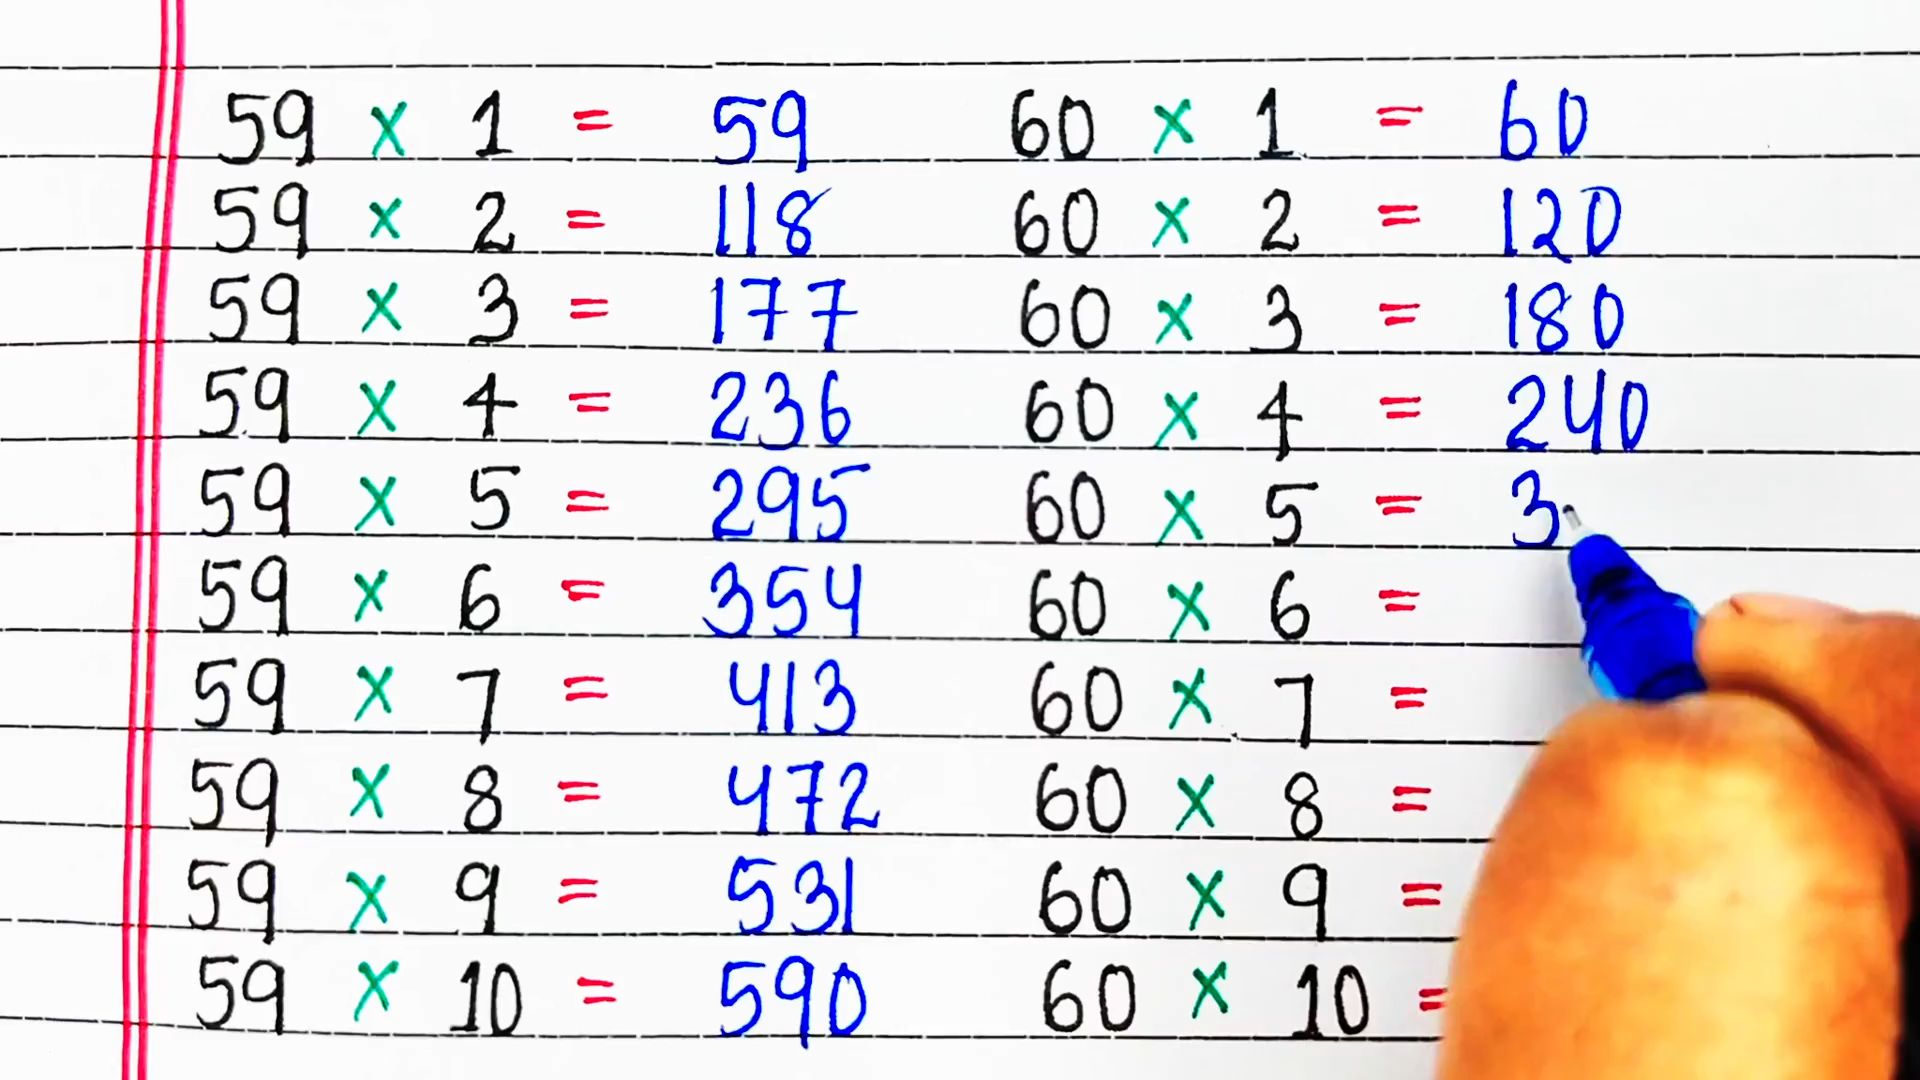 59 × 1 = 59 60 × 1 = 60
59 × 2 = 118 60 × 2 = 120
59 × 3 = 177 60 × 3 = 180
59 × 4 = 236 60 × 4 = 240
59 × 5 = 295 60 × 5 = 3
59 × 6 = 354 60 × 6 =
59 × 7 = 413 60 × 7 =
59 × 8 = 472 60 × 8 =
59 × 9 = 531 60 × 9 =
59 × 10 = 590 60 × 10 =